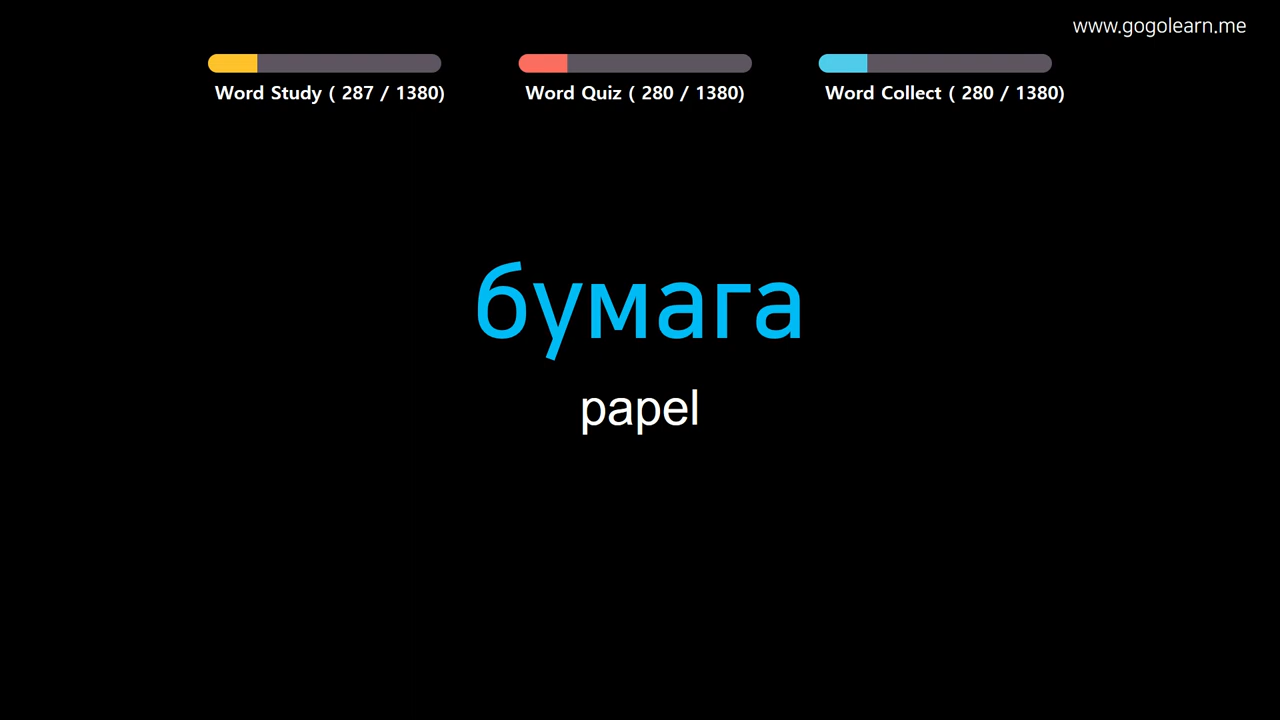 www.gogolearn.me
Word Study ( 287 / 1380)
Word Quiz ( 280 / 1380)
Word Collect ( 280 / 1380)
бумага
papel